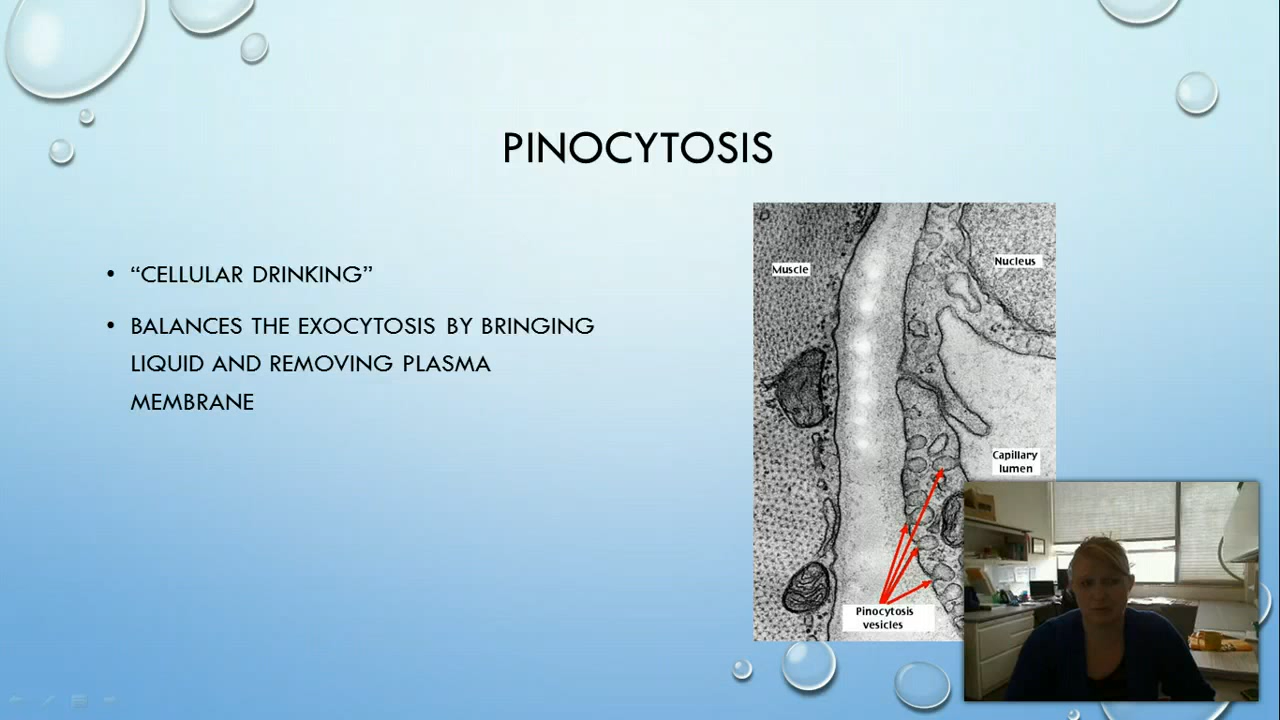 PINOCYTOSIS
• “CELLULAR DRINKING”
• BALANCES THE EXOCYTOSIS BY BRINGING
LIQUID AND REMOVING PLASMA
MEMBRANE
Muscle
Nucleus
Capillary
lumen
Pinocytosis
vesicles